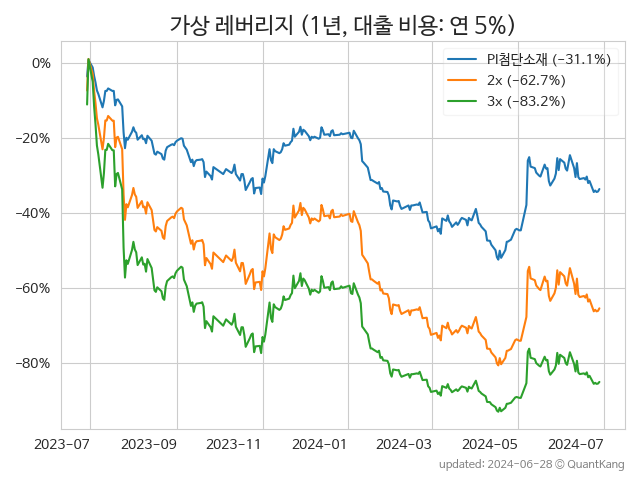 가상 레버리지 (1년, 대출 비용: 연 5%)
PI첨단소재 (−31.1%)
2x (−62.7%)
3x (−83.2%)
0%
−20%
−40%
−60%
−80%
2023-07 2023-09 2023-11 2024-01 2024-03 2024-05 2024-07
updated: 2024-06-28 © QuantKang